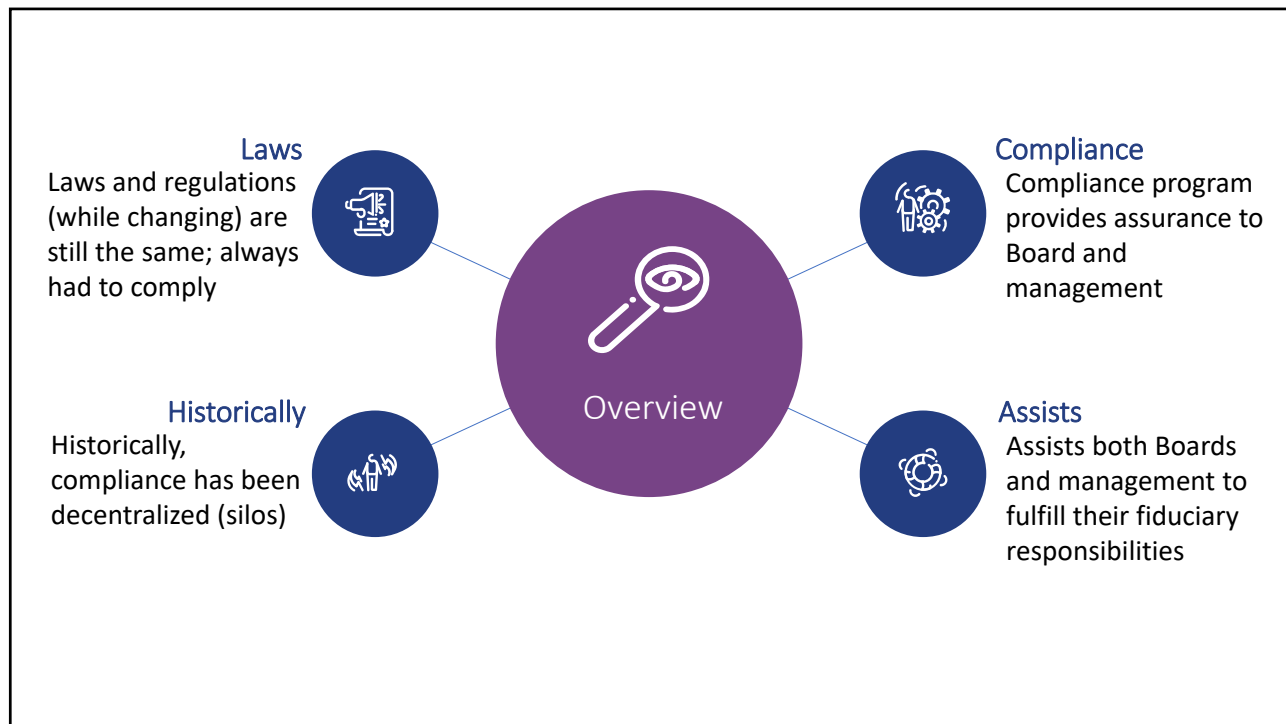 Laws
Laws and regulations
(while changing) are
still the same; always
had to comply
Historically
Historically,
compliance has been
decentralized (silos)
Overview
Compliance
Compliance program
provides assurance to
Board and
management
Assists
Assists both Boards
and management to
fulfill their fiduciary
responsibilities